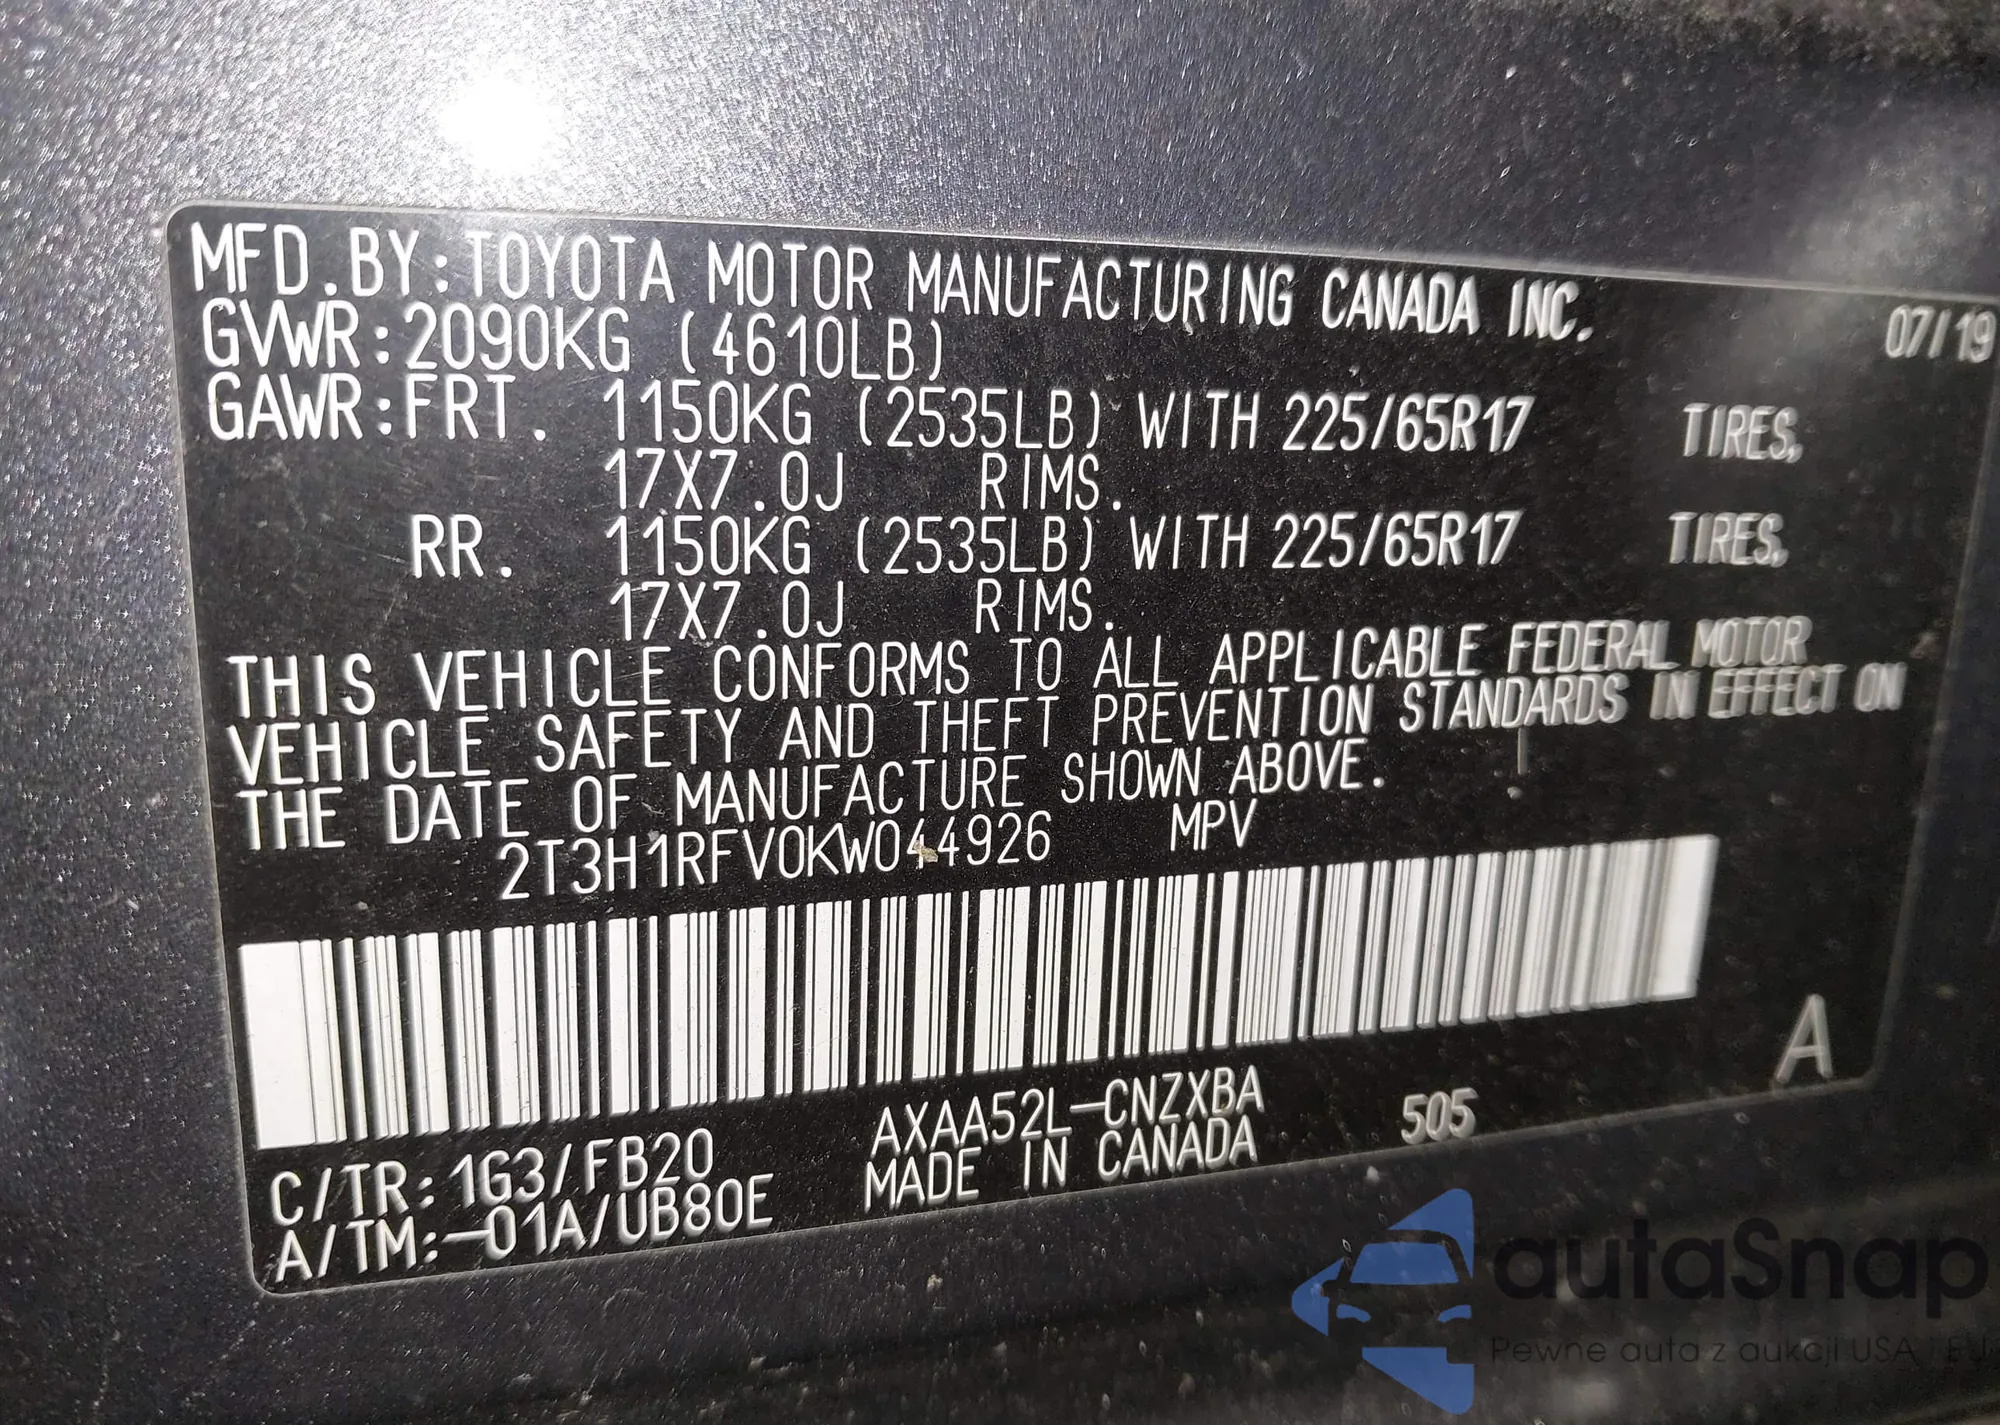 MFD.BY:TOYOTA MOTOR MANUFACTURING CANADA INC. 07/19
GVWR:2090KG (4610LB)
GAWR:FRT. 1150KG (2535LB) WITH 225/65R17 TIRES,
17X7.0J RIMS.
RR. 1150KG (2535LB) WITH 225/65R17 TIRES,
17X7.0J RIMS.
THIS VEHICLE CONFORMS TO ALL APPLICABLE FEDERAL MOTOR
VEHICLE SAFETY AND THEFT PREVENTION STANDARDS IN EFFECT ON
THE DATE OF MANUFACTURE SHOWN ABOVE.
2T3H1RFV0KW044926 MPV
A
C/TR:1G3/FB20 AXAA52L-CNZXBA 505
A/TM:-01A/UB80E MADE IN CANADA
autaSnap
Pewne auta z aukcji USA i EU